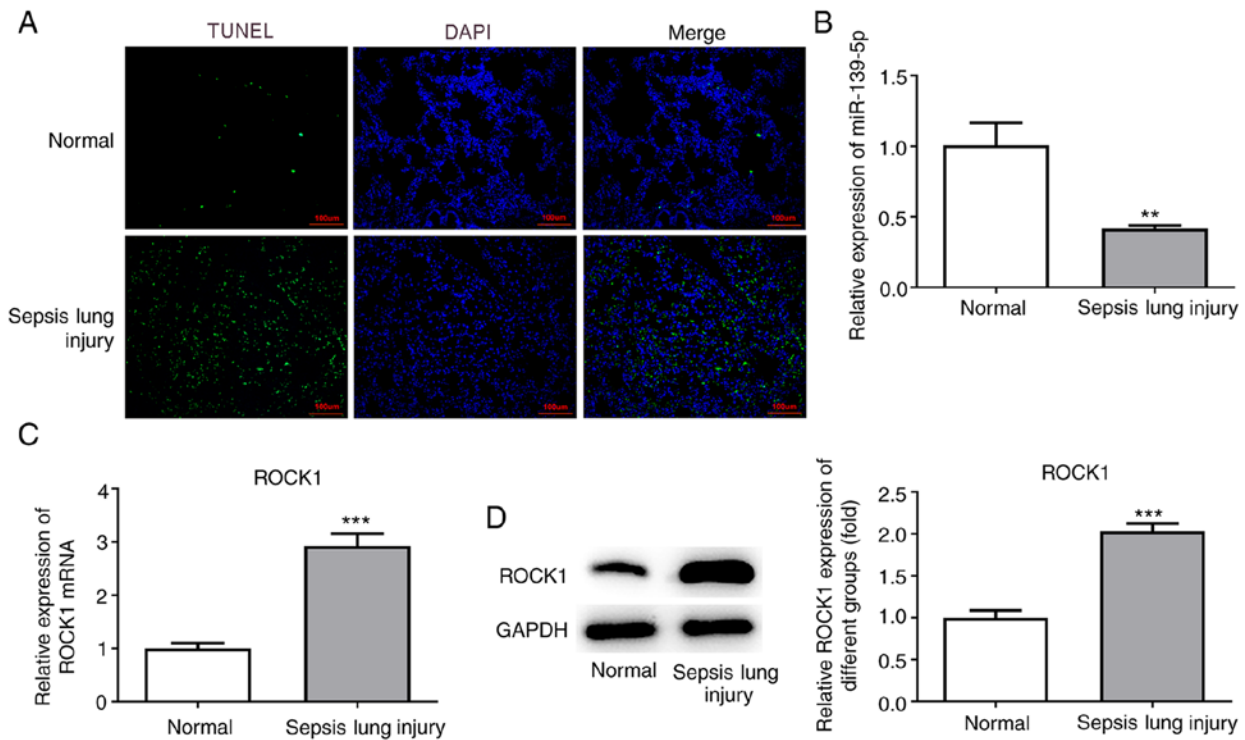 A
TUNEL
DAPI
Merge
Normal
100um
100um
100um
Sepsis lung
injury
100um
100um
100um
B
Relative expression of miR-139-5p
1.5
1.0
0.5
0.0
**
Normal
Sepsis lung injury
C
ROCK1
Relative expression of
ROCK1 mRNA
4
3
2
1
0
***
Normal
Sepsis lung injury
D
ROCK1
GAPDH
Normal
Sepsis lung
injury
ROCK1
Relative ROCK1 expression of
different groups (fold)
2.5
2.0
1.5
1.0
0.5
0.0
***
Normal
Sepsis lung injury